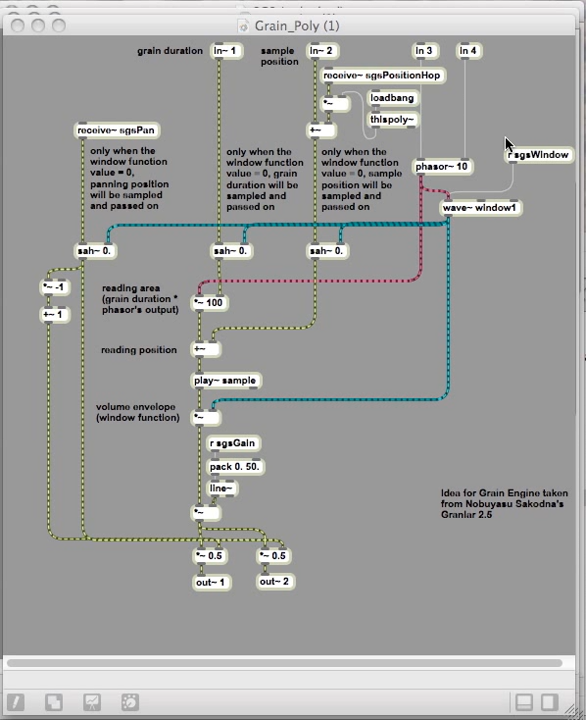 Grain_Poly (1)
grain duration
in~ 1
sample
position
in~ 2
in 3
in 4
receive~ sgsPositionHop
*~
loadbang
thispoly~
receive~ sgsPan
+~
only when the
window function
value = 0,
panning position
will be sampled
and passed on
only when the
window function
value = 0, grain
duration will be
sampled and
passed on
only when the
window function
value = 0, sample
position will be
sampled and
passed on
r sgsWindow
phasor~ 10
wave~ window1
sah~ 0.
sah~ 0.
sah~ 0.
*~ -1
+~ 1
reading area
(grain duration *
phasor's output)
*~ 100
reading position
+~
play~ sample
volume envelope
(window function)
*~
r sgsGain
pack 0. 50.
line~
*~
Idea for Grain Engine taken
from Nobuyasu Sakodna's
Granlar 2.5
*~ 0.5
*~ 0.5
out~ 1
out~ 2